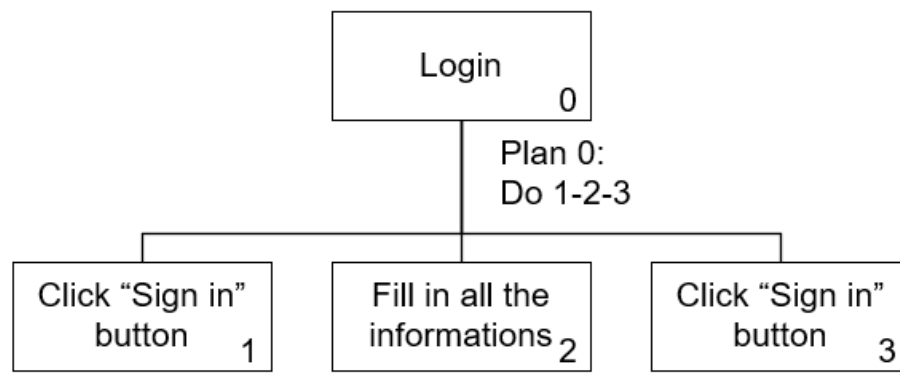 Login
0
Plan 0:
Do 1-2-3
Click “Sign in”
button
1
Fill in all the
informations
2
Click “Sign in”
button
3